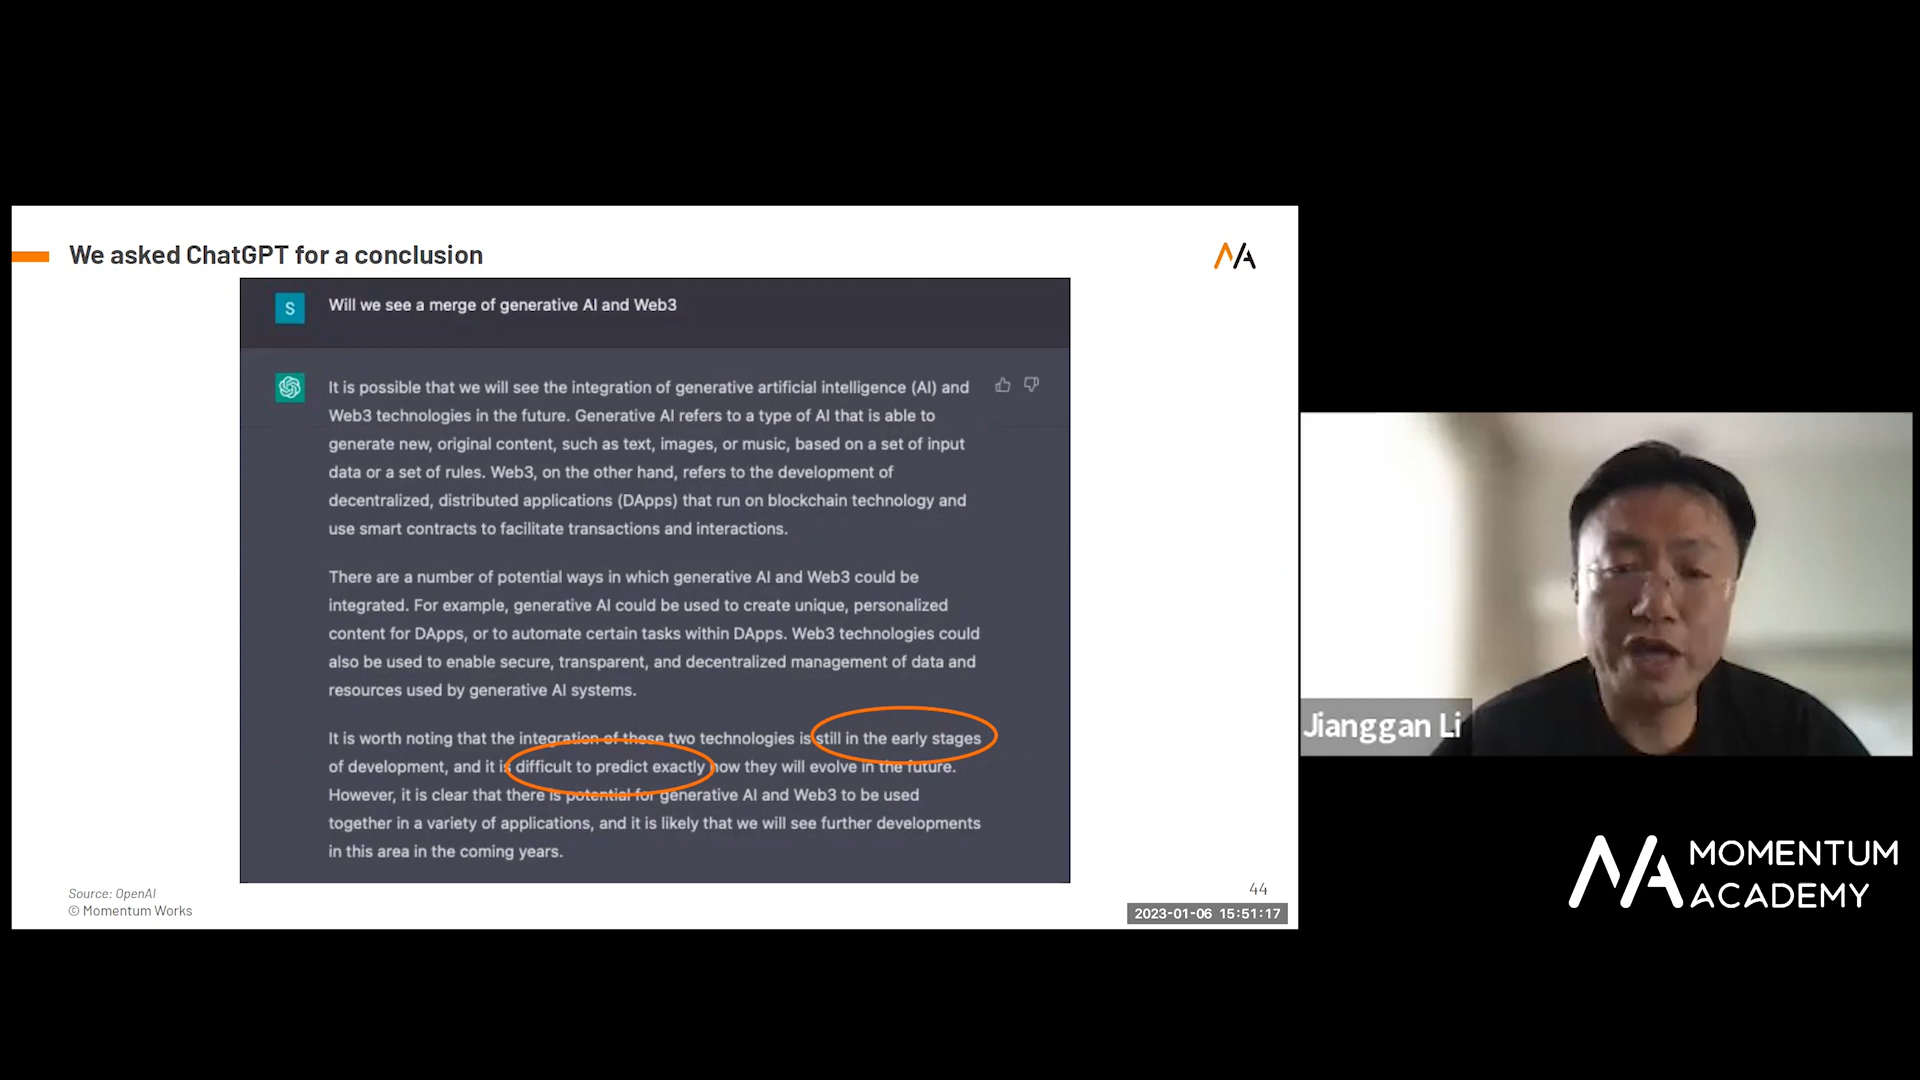 We asked ChatGPT for a conclusion
S
Will we see a merge of generative AI and Web3
It is possible that we will see the integration of generative artificial intelligence (AI) and
Web3 technologies in the future. Generative AI refers to a type of AI that is able to
generate new, original content, such as text, images, or music, based on a set of input
data or a set of rules. Web3, on the other hand, refers to the development of
decentralized, distributed applications (DApps) that run on blockchain technology and
use smart contracts to facilitate transactions and interactions.
There are a number of potential ways in which generative AI and Web3 could be
integrated. For example, generative AI could be used to create unique, personalized
content for DApps, or to automate certain tasks within DApps. Web3 technologies could
also be used to enable secure, transparent, and decentralized management of data and
resources used by generative AI systems.
It is worth noting that the integration of these two technologies is still in the early stages
of development, and it is difficult to predict exactly how they will evolve in the future.
However, it is clear that there is potential for generative AI and Web3 to be used
together in a variety of applications, and it is likely that we will see further developments
in this area in the coming years.
Source: OpenAI
© Momentum Works
44
2023-01-06 15:51:17
Jianggan Li
MOMENTUM
ACADEMY